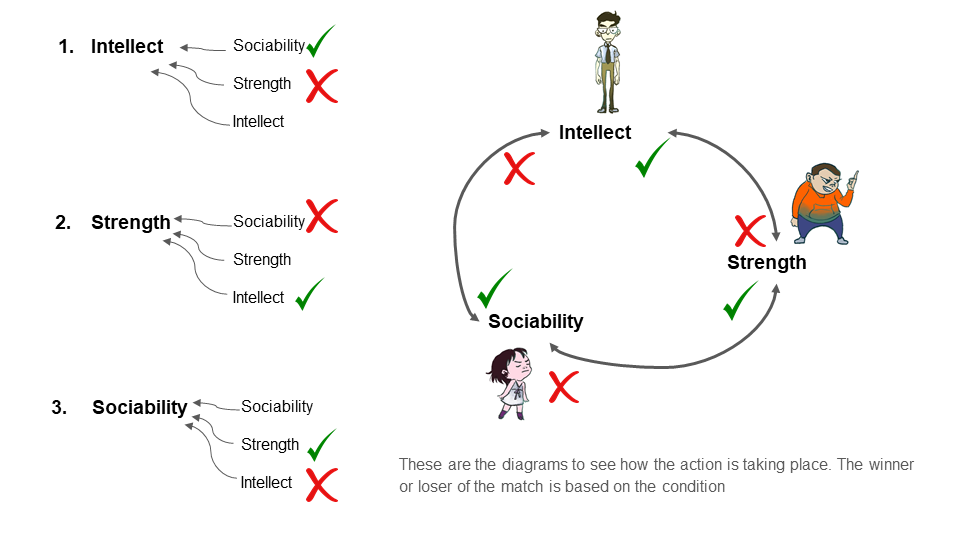 1. Intellect
Sociability
Strength
Intellect
2. Strength
Sociability
Strength
Intellect
3. Sociability
Sociability
Strength
Intellect
Intellect
Strength
Sociability
These are the diagrams to see how the action is taking place. The winner
or loser of the match is based on the condition